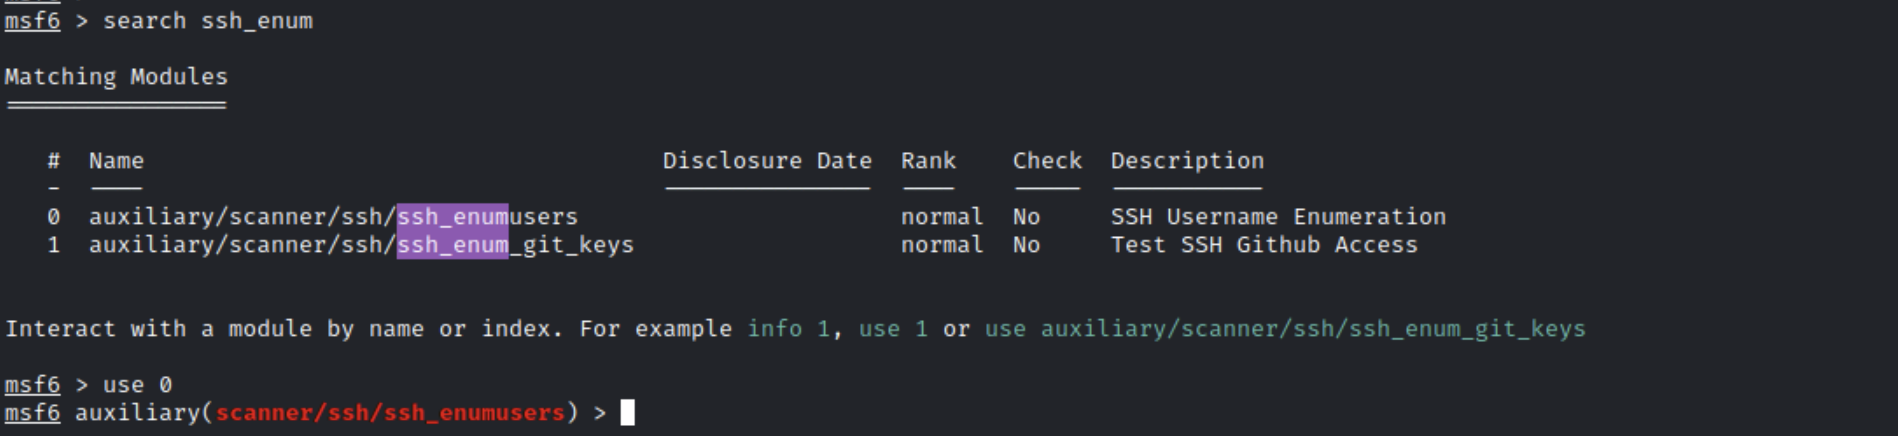 msf6 > search ssh_enum
Matching Modules
================
   #  Name                                     Disclosure Date  Rank    Check  Description
   -  ----                                     ---------------  ----    -----  -----------
   0  auxiliary/scanner/ssh/ssh_enumusers                       normal  No     SSH Username Enumeration
   1  auxiliary/scanner/ssh/ssh_enum_git_keys                   normal  No     Test SSH Github Access
Interact with a module by name or index. For example info 1, use 1 or use auxiliary/scanner/ssh/ssh_enum_git_keys
msf6 > use 0
msf6 auxiliary(scanner/ssh/ssh_enumusers) >